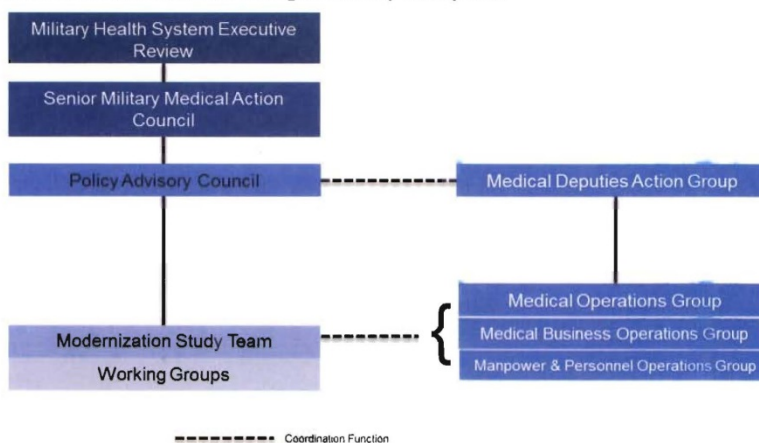 Military Health System Executive
Review
Senior Military Medical Action
Council
Policy Advisory Council
Medical Deputies Action Group
Medical Operations Group
Modernization Study Team
Medical Business Operations Group
Working Groups
Manpower & Personnel Operations Group
Coordination Function